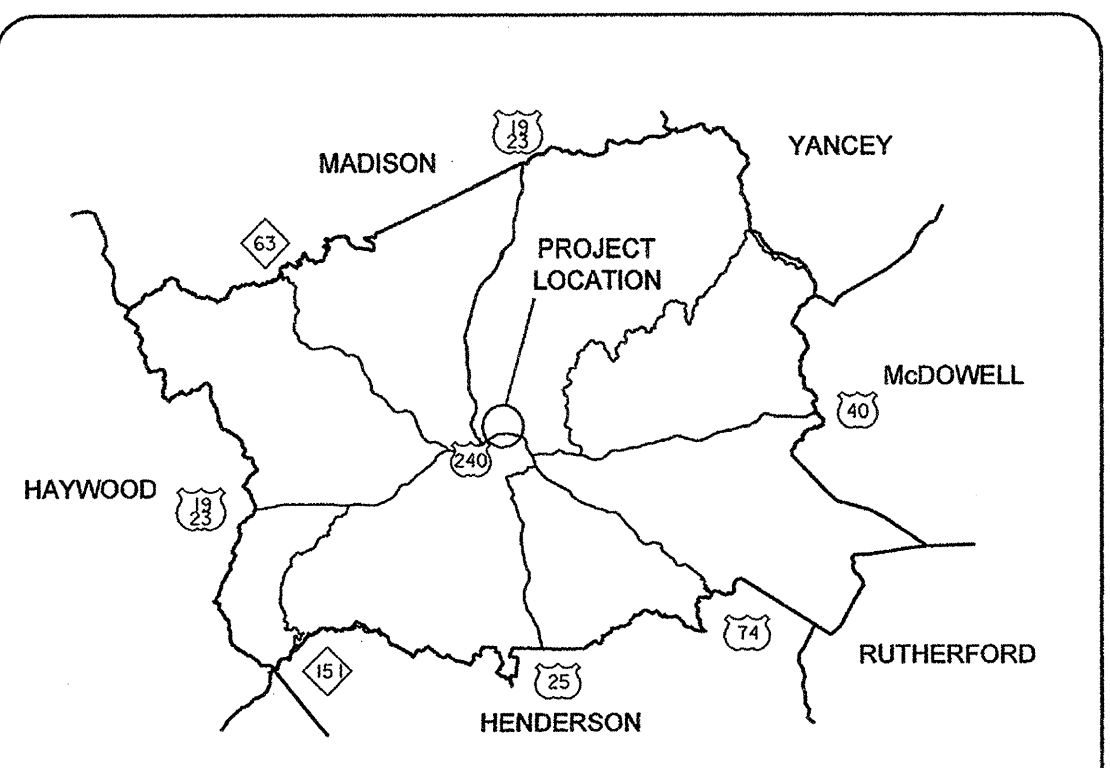 19
23
MADISON
YANCEY
63
PROJECT
LOCATION
McDOWELL
40
240
HAYWOOD
19
23
74
RUTHERFORD
151
25
HENDERSON